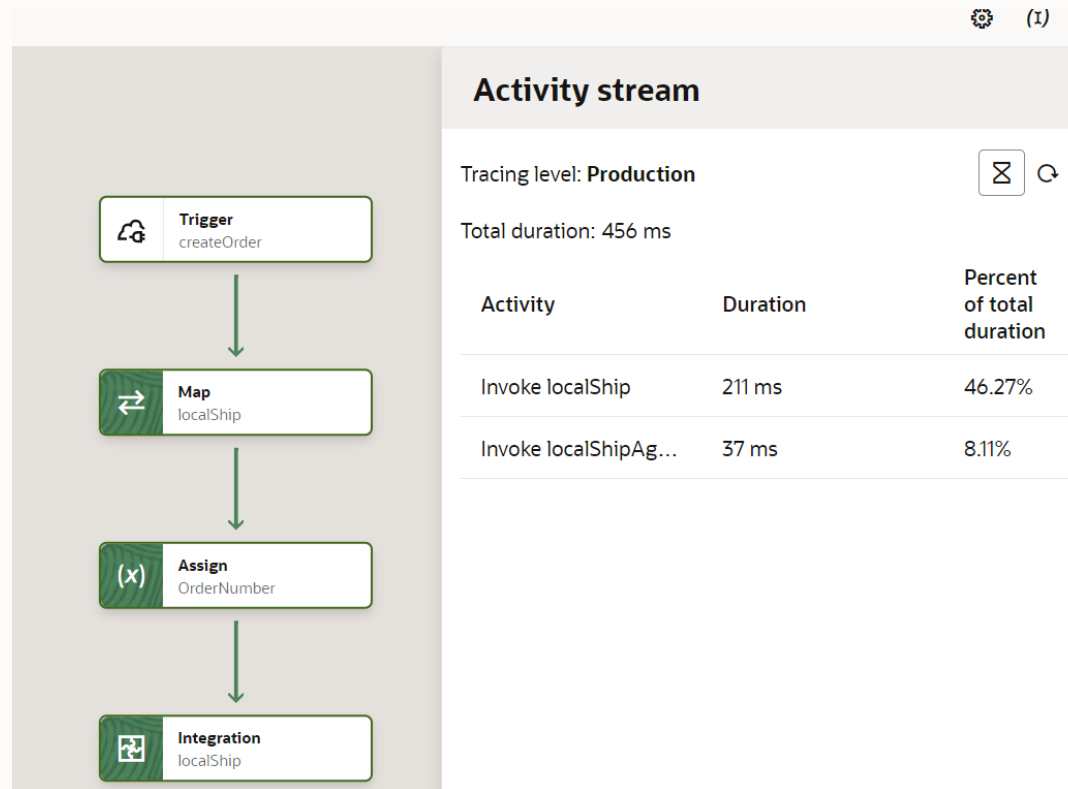 (I)
Trigger
createOrder
Map
localShip
(x)
Assign
OrderNumber
Integration
localShip
Activity stream
Tracing level: Production
Total duration: 456 ms
Activity Duration Percent
of total
duration
Invoke localShip 211 ms 46.27%
Invoke localShipAg... 37 ms 8.11%